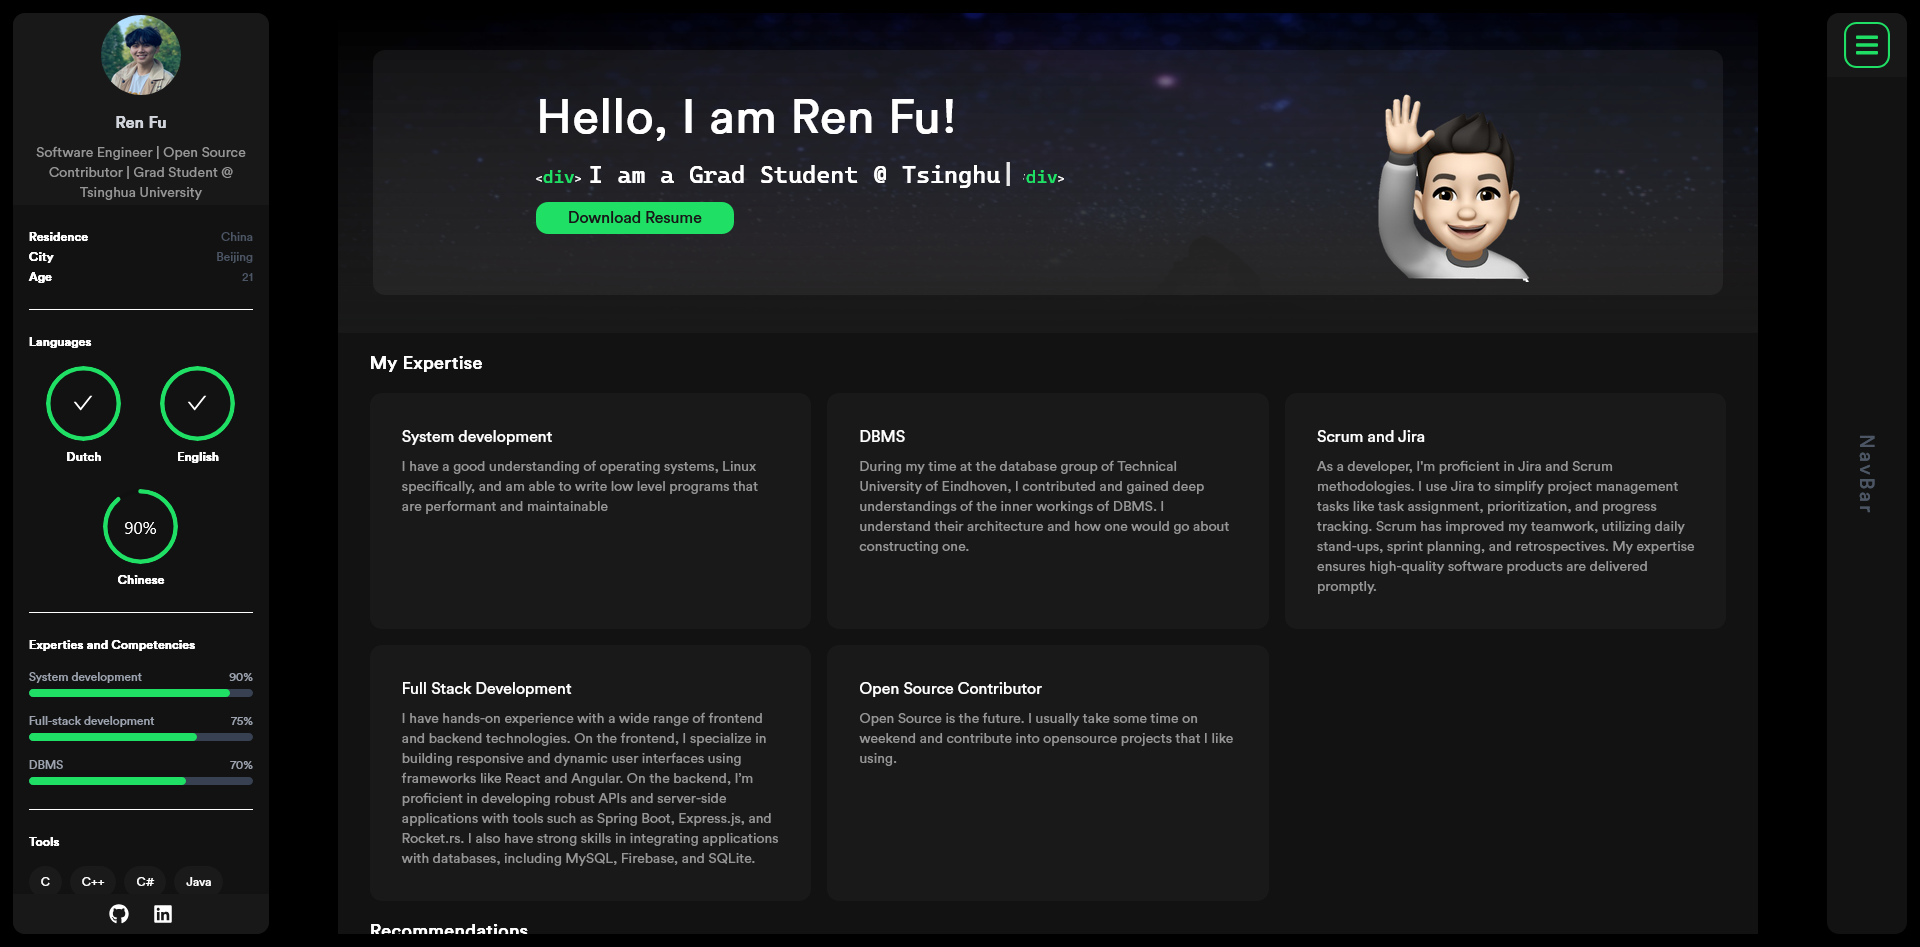 Ren Fu
Software Engineer | Open Source
Contributor | Grad Student @
Tsinghua University
Residence China
City Beijing
Age 21
Languages
Dutch English
90%
Chinese
Experties and Competencies
System development 90%
Full-stack development 75%
DBMS 70%
Tools
C C++ C# Java
Hello, I am Ren Fu!
<div> I am a Grad Student @ Tsinghu| div>
Download Resume
My Expertise
System development
I have a good understanding of operating systems, Linux
specifically, and am able to write low level programs that
are performant and maintainable
DBMS
During my time at the database group of Technical
University of Eindhoven, I contributed and gained deep
understandings of the inner workings of DBMS. I
understand their architecture and how one would go about
constructing one.
Scrum and Jira
As a developer, I'm proficient in Jira and Scrum
methodologies. I use Jira to simplify project management
tasks like task assignment, prioritization, and progress
tracking. Scrum has improved my teamwork, utilizing daily
stand-ups, sprint planning, and retrospectives. My expertise
ensures high-quality software products are delivered
promptly.
Full Stack Development
I have hands-on experience with a wide range of frontend
and backend technologies. On the frontend, I specialize in
building responsive and dynamic user interfaces using
frameworks like React and Angular. On the backend, I'm
proficient in developing robust APIs and server-side
applications with tools such as Spring Boot, Express.js, and
Rocket.rs. I also have strong skills in integrating applications
with databases, including MySQL, Firebase, and SQLite.
Open Source Contributor
Open Source is the future. I usually take some time on
weekend and contribute into opensource projects that I like
using.
Recommendations
NavBar